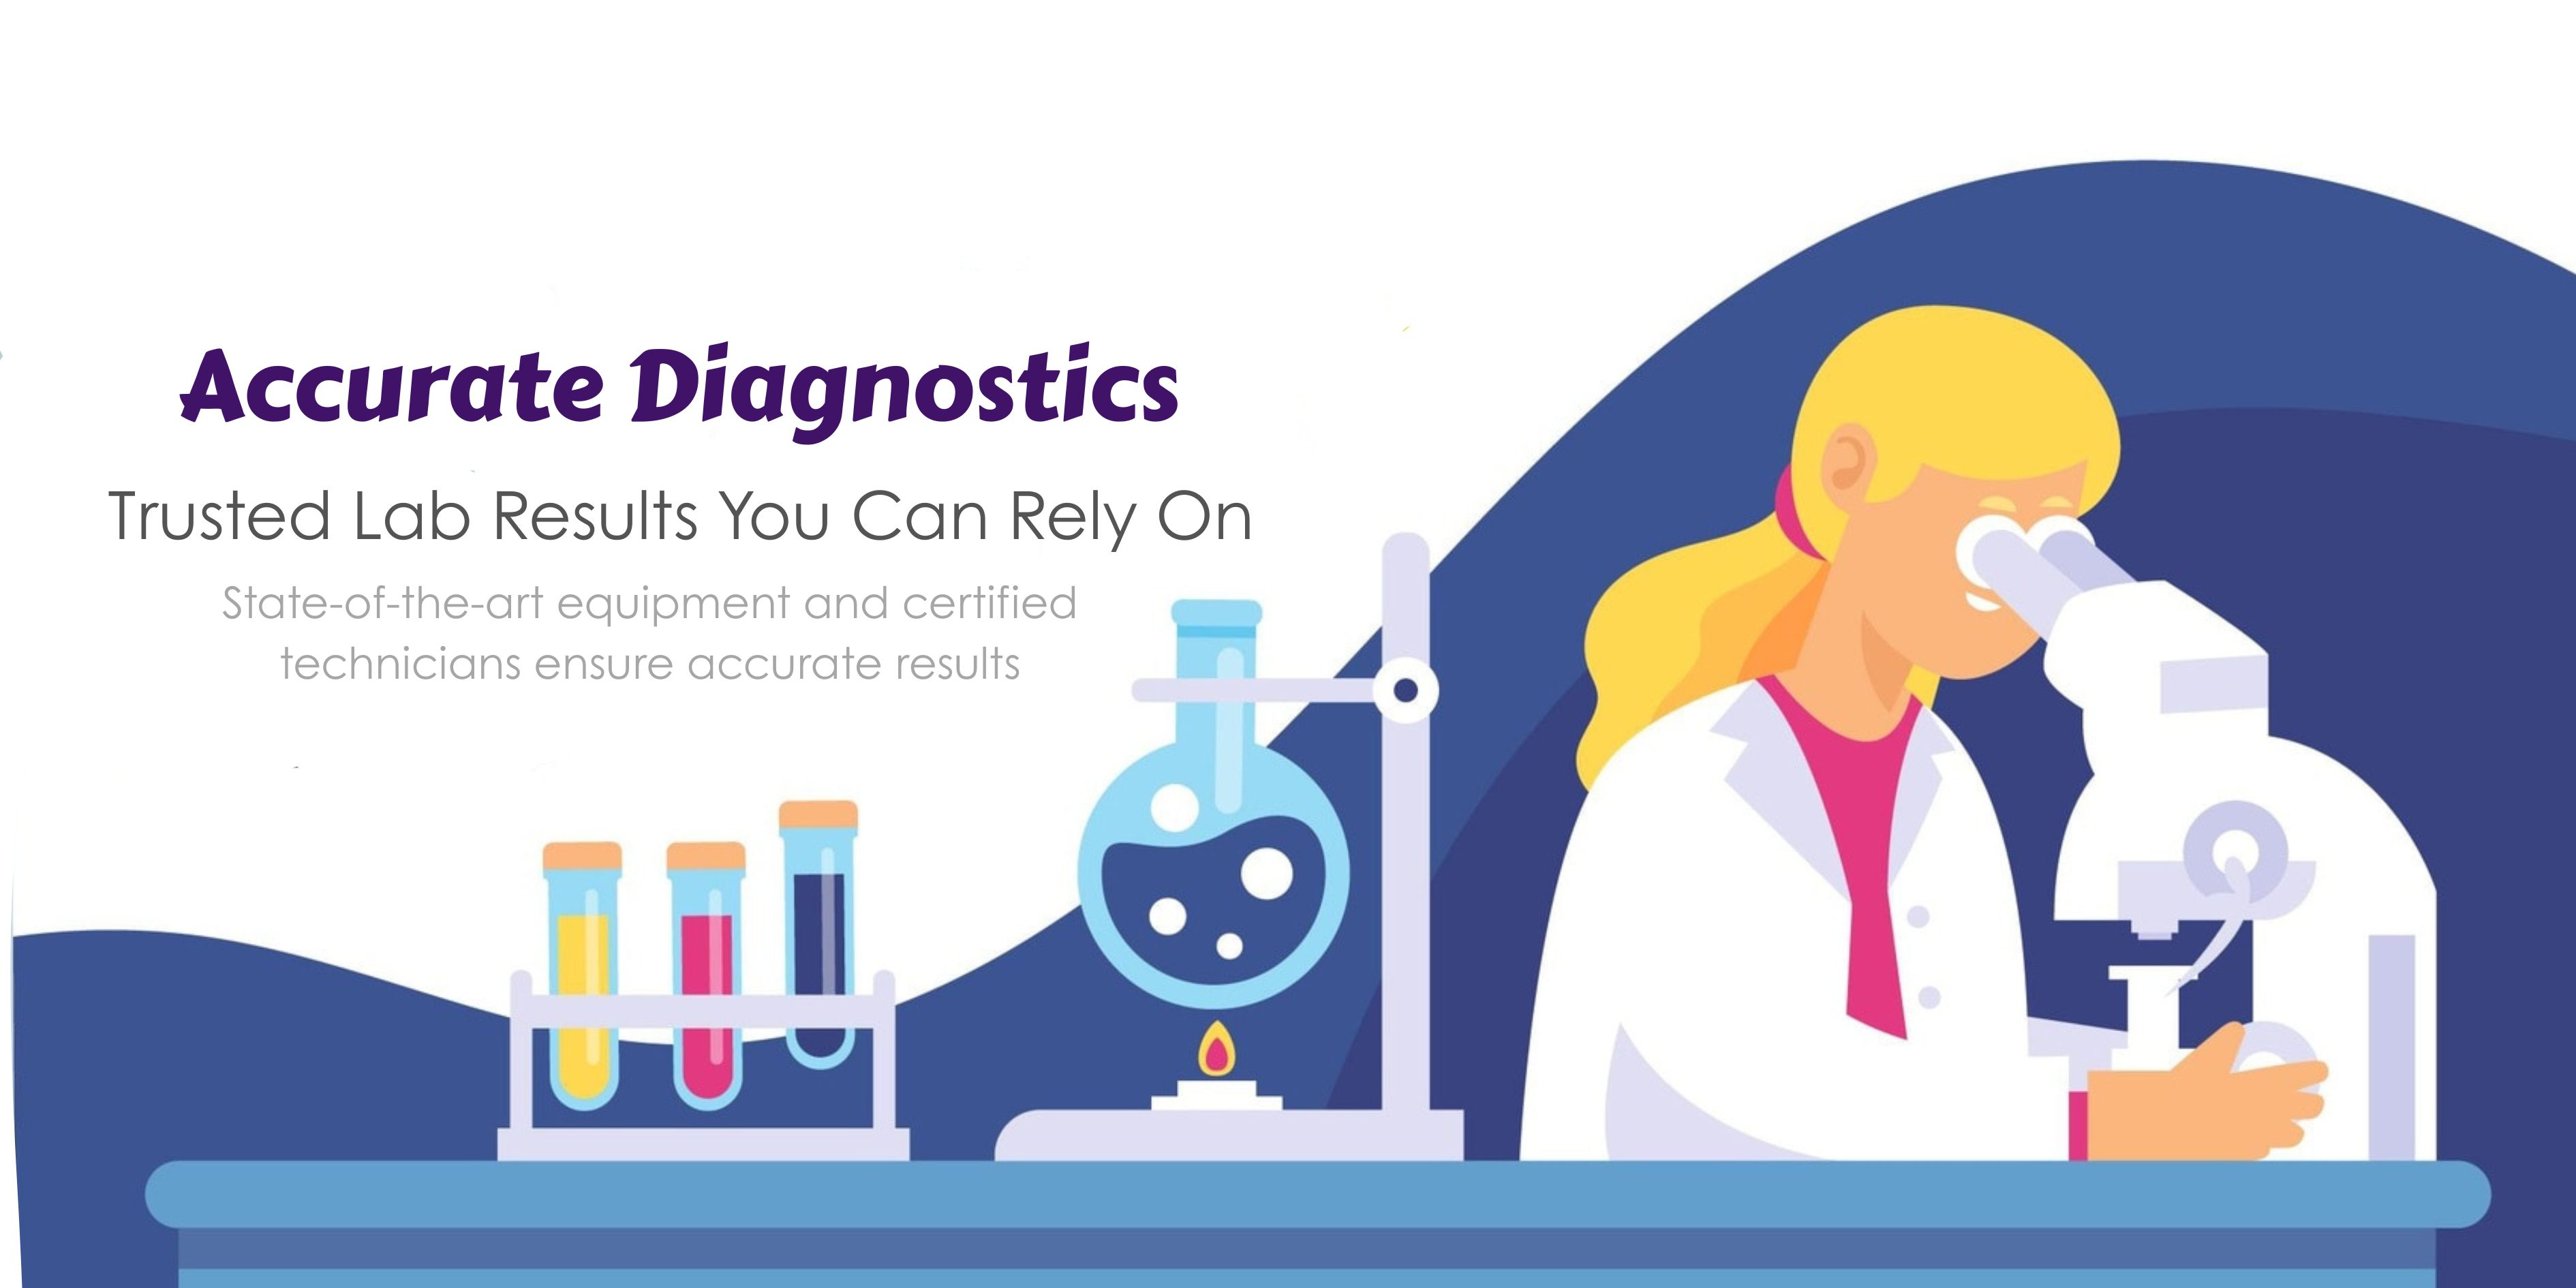 Accurate Diagnostics
Trusted Lab Results You Can Rely On
State-of-the-art equipment and certified
technicians ensure accurate results